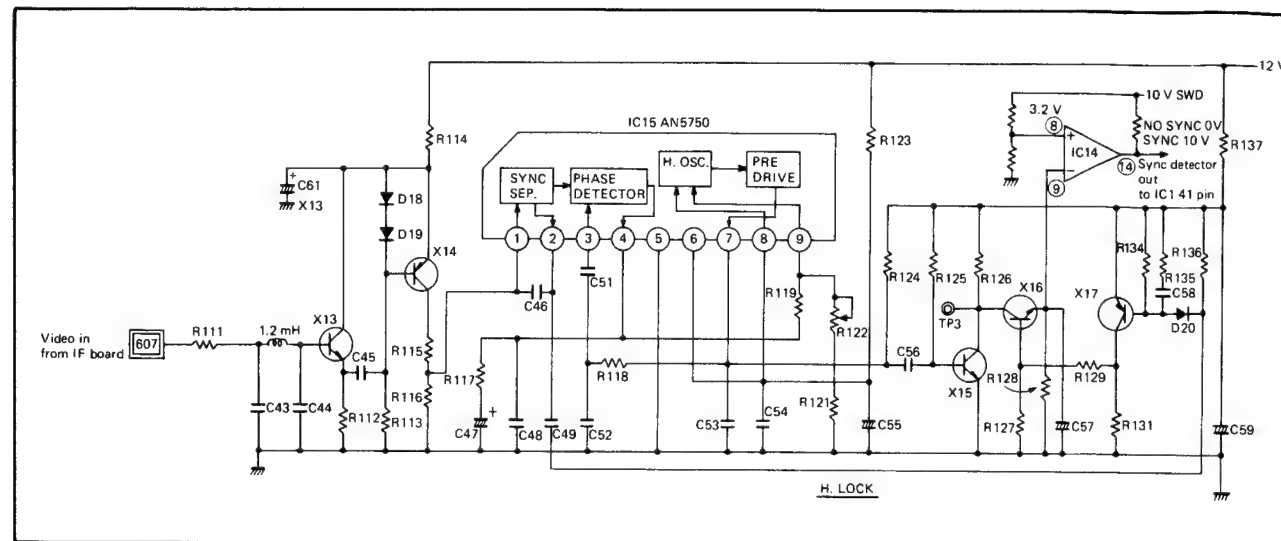 12 V
10 V SWD
3.2 V
NO SYNC 0V
SYNC 10 V
IC15 AN5750
R114
R123
8
+
IC14
−
14
9
R137
Sync detector
out
to IC1 41 pin
+
C61
X13
D18
D19
SYNC
SEP.
PHASE
DETECTOR
H. OSC.
PRE
DRIVE
1
2
3
4
5
6
7
8
9
X14
C51
C46
R119
R122
R124
R125
R126
X16
X17
R134
R136
R135
C58
D20
TP3
Video in
from IF board
607
R111
1.2 mH
X13
C45
R115
R116
R117
R118
C56
X15
R128
R129
C43
C44
R112
R113
+
C47
C48
C49
C52
C53
C54
R121
C55
R127
C57
R131
C59
H. LOCK